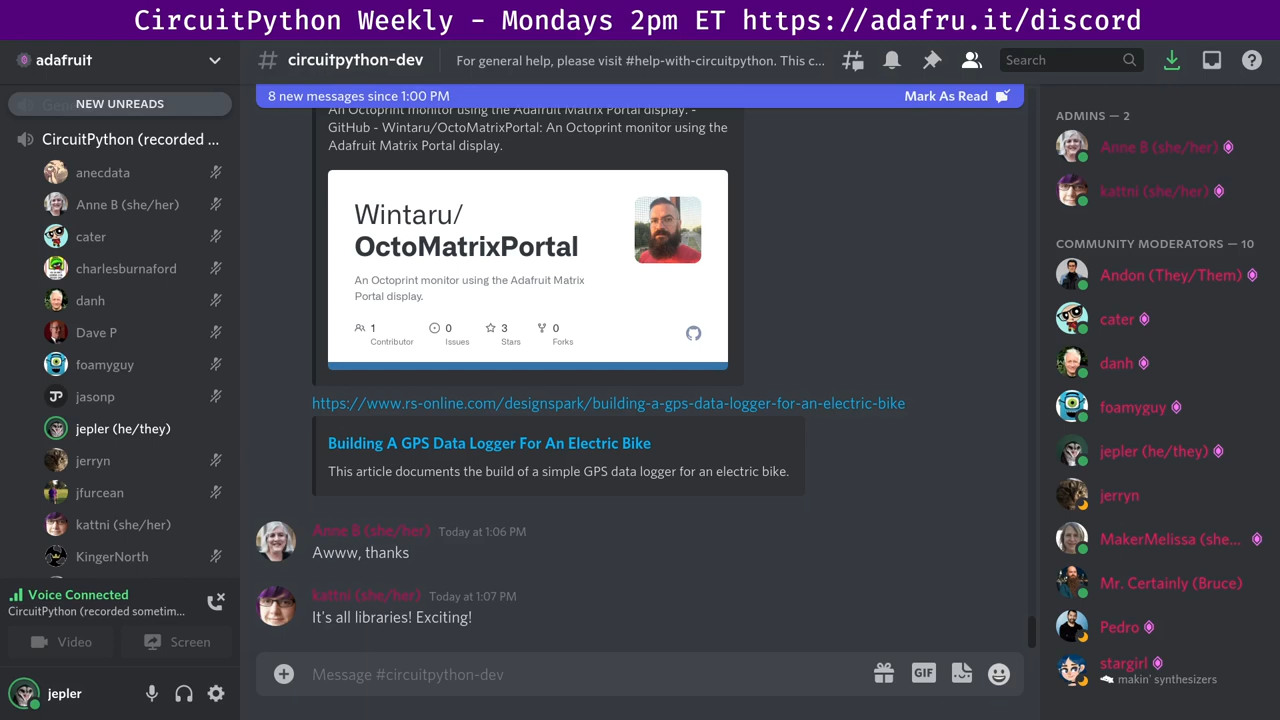 CircuitPython Weekly - Mondays 2pm ET https://adafru.it/discord
adafruit
NEW UNREADS
CircuitPython (recorded ...
anecdata
Anne B (she/her)
cater
charlesburnaford
danh
Dave P
foamyguy
jasonp
jepler (he/they)
jerryn
jfurcean
kattni (she/her)
KingerNorth
Voice Connected
CircuitPython (recorded sometim...
Video
Screen
jepler
circuitpython-dev
For general help, please visit #help-with-circuitpython. This c...
Search
8 new messages since 1:00 PM
Mark As Read
An Octoprint monitor using the Adafruit Matrix Portal display. -
GitHub - Wintaru/OctoMatrixPortal: An Octoprint monitor using the
Adafruit Matrix Portal display.
Wintaru/
OctoMatrixPortal
An Octoprint monitor using the Adafruit Matrix
Portal display.
1
Contributor
0
Issues
3
Stars
0
Forks
https://www.rs-online.com/designspark/building-a-gps-data-logger-for-an-electric-bike
Building A GPS Data Logger For An Electric Bike
This article documents the build of a simple GPS data logger for an electric bike.
Anne B (she/her) Today at 1:06 PM
Awww, thanks
kattni (she/her) Today at 1:07 PM
It's all libraries! Exciting!
Message #circuitpython-dev
GIF
ADMINS — 2
Anne B (she/her)
kattni (she/her)
COMMUNITY MODERATORS — 10
Andon (They/Them)
cater
danh
foamyguy
jepler (he/they)
jerryn
MakerMelissa (she...
Mr. Certainly (Bruce)
Pedro
stargirl
makin' synthesizers